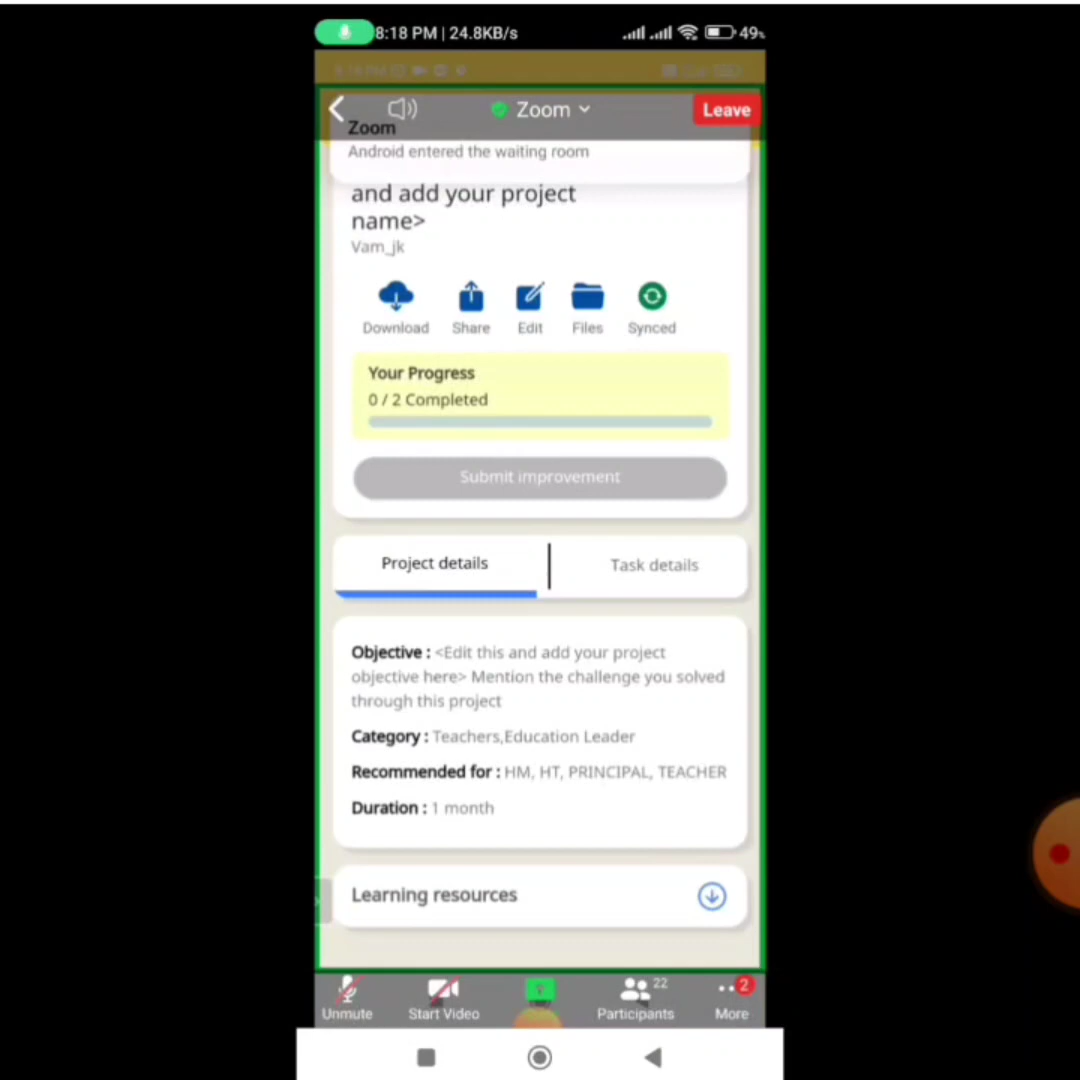 8:18 PM | 24.8KB/s 49%
Zoom Leave
Zoom
Android entered the waiting room
and add your project
name>
Vam_jk
Download Share Edit Files Synced
Your Progress
0 / 2 Completed
Submit improvement
Project details Task details
Objective : <Edit this and add your project
objective here> Mention the challenge you solved
through this project
Category : Teachers,Education Leader
Recommended for : HM, HT, PRINCIPAL, TEACHER
Duration : 1 month
Learning resources
22 2
Unmute Start Video Participants More